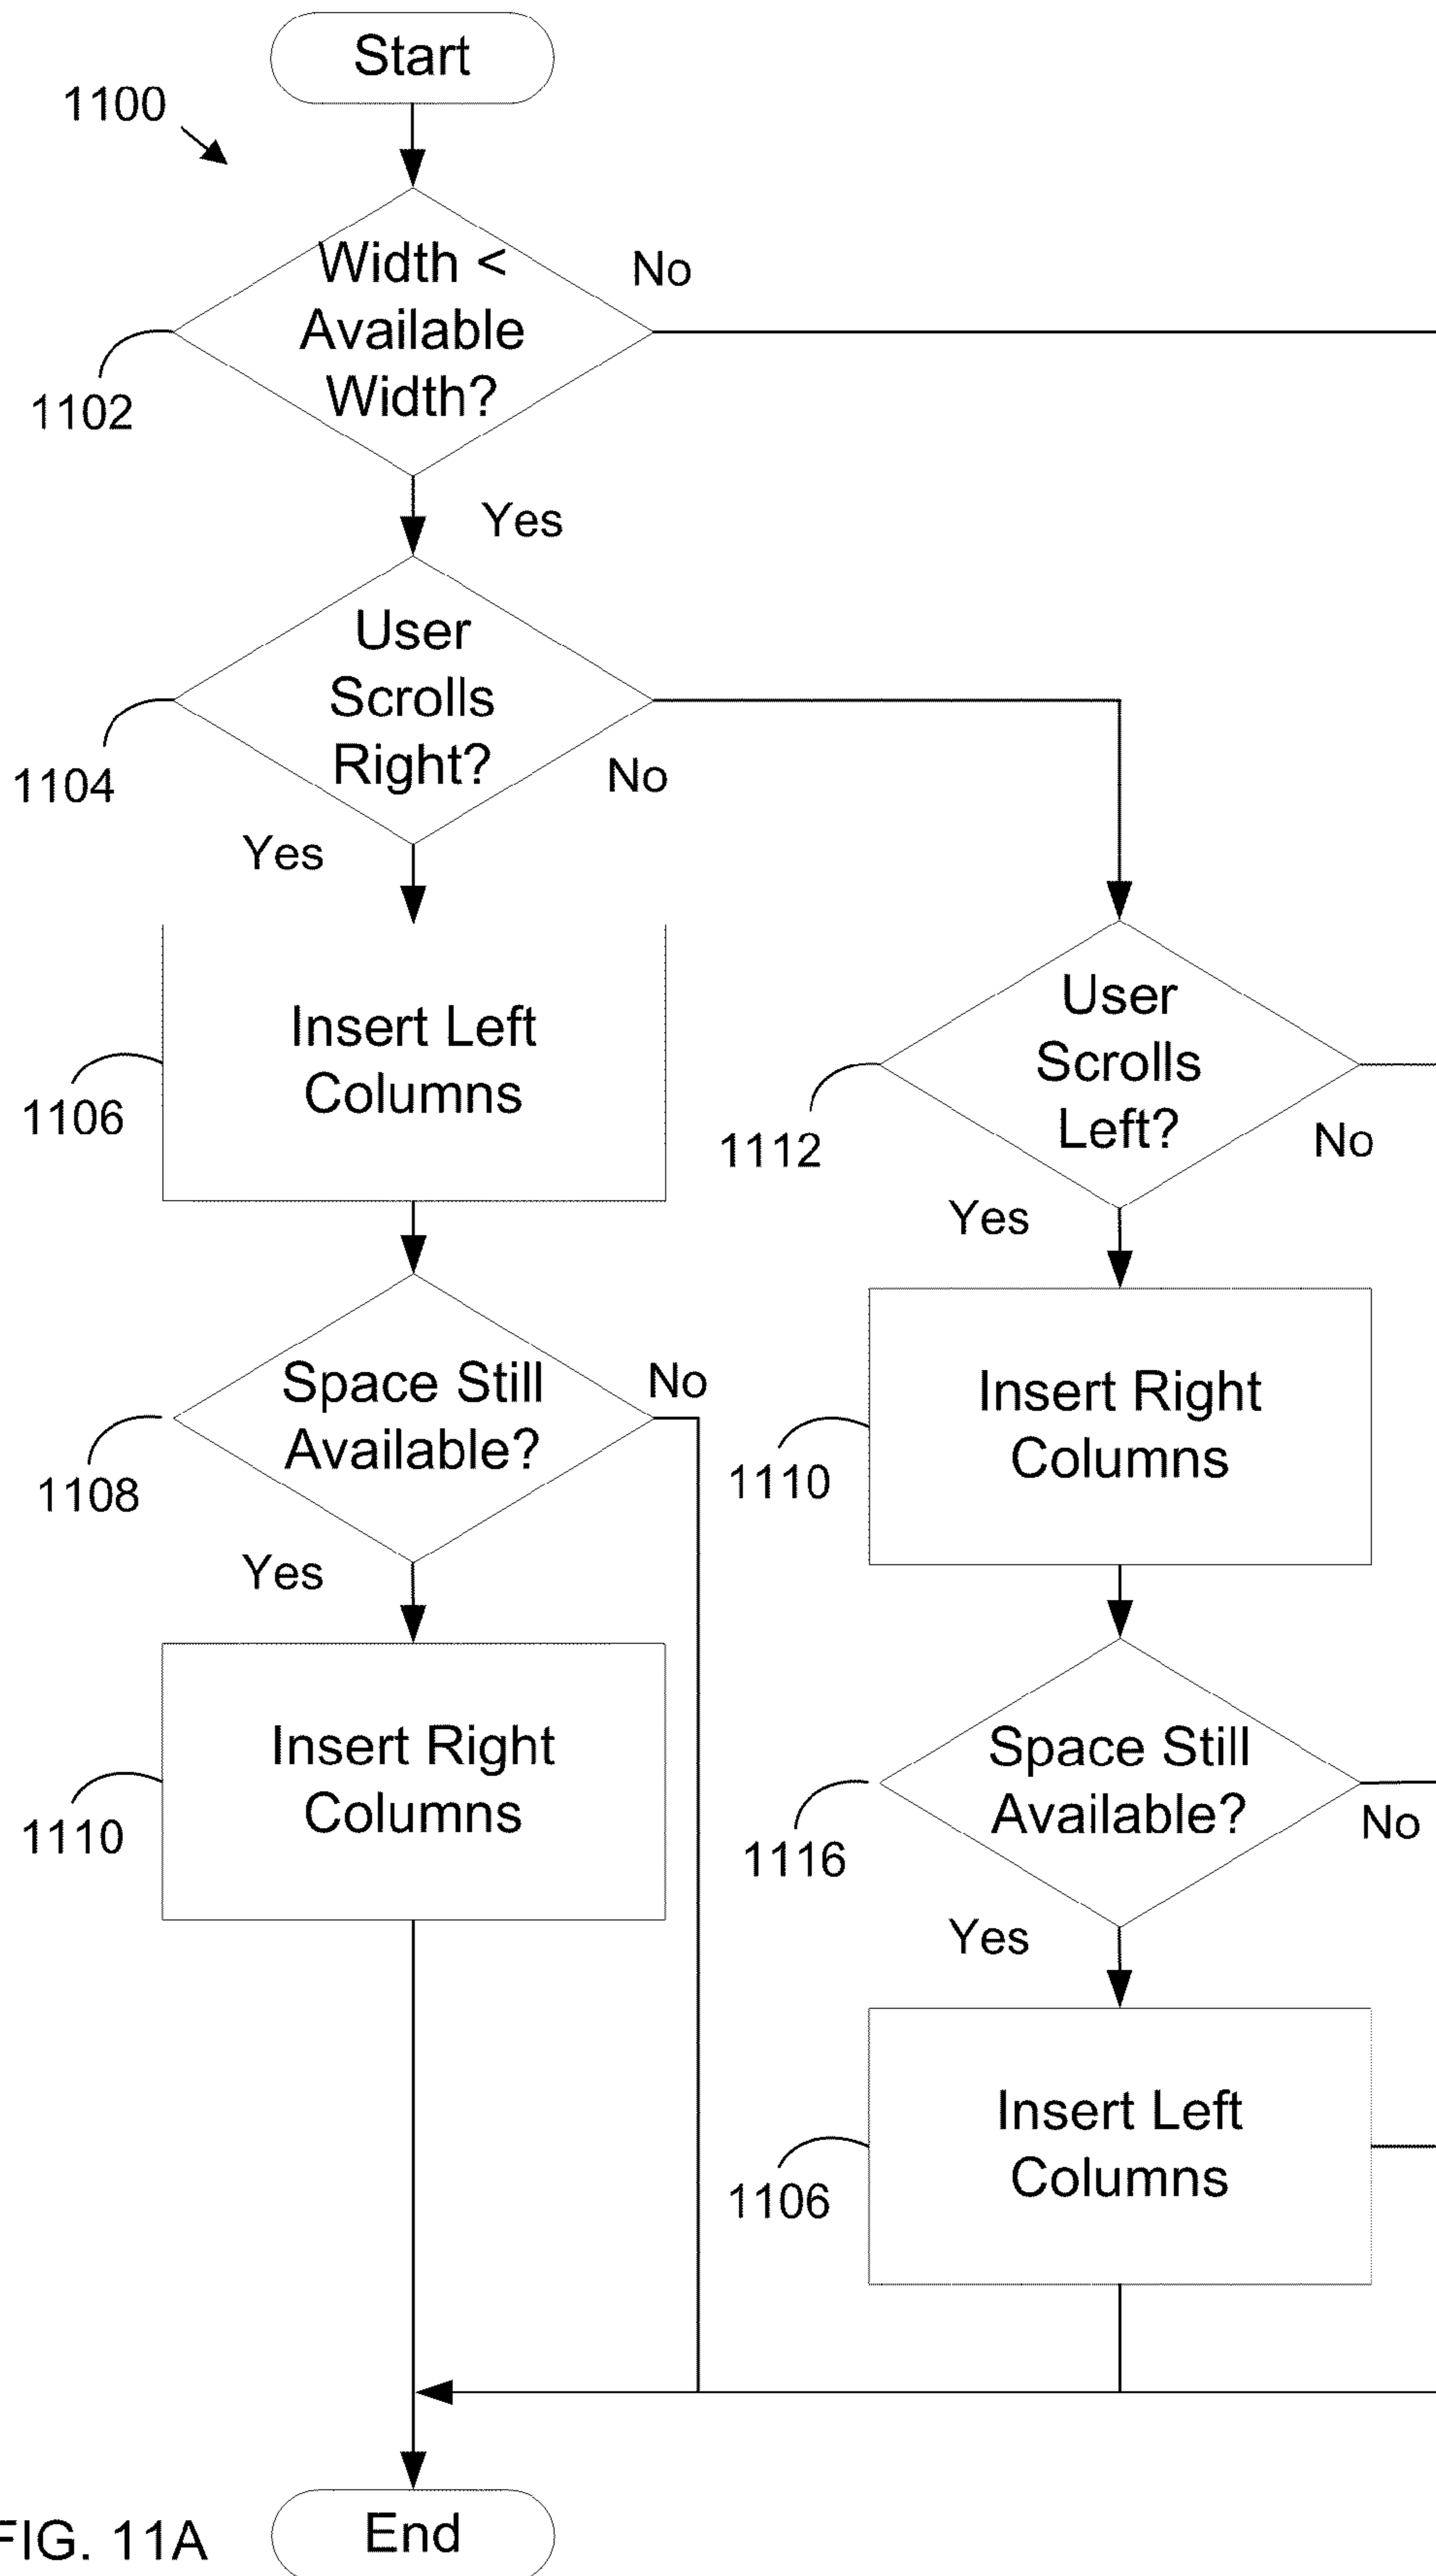 Start
1100
Width <
Available
Width?
No
1102
Yes
User
Scrolls
Right?
No
1104
Yes
Insert Left
Columns
1106
User
Scrolls
Left?
No
1112
Yes
Space Still
Available?
No
1108
Yes
Insert Right
Columns
1110
Insert Right
Columns
1110
Space Still
Available?
No
1116
Yes
Insert Left
Columns
1106
End
FIG. 11A